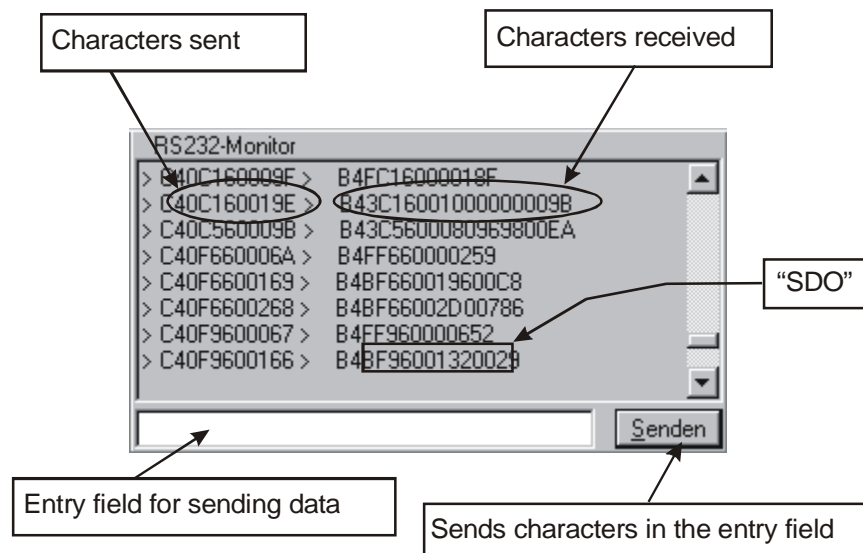 Characters sent
Characters received
RS232-Monitor
> C40C160009F > B4FC16000018F
> C40C160019E > B43C16001000000009B
> C40C560009B > B43C5600080969800EA
> C40F660006A > B4FF660000259
> C40F6600169 > B4BF660019600C8
> C40F6600268 > B4BF66002D00786
> C40F9600067 > B4FF960000652
> C40F9600166 > B4BF96001320029
“SDO”
Senden
Entry field for sending data
Sends characters in the entry field